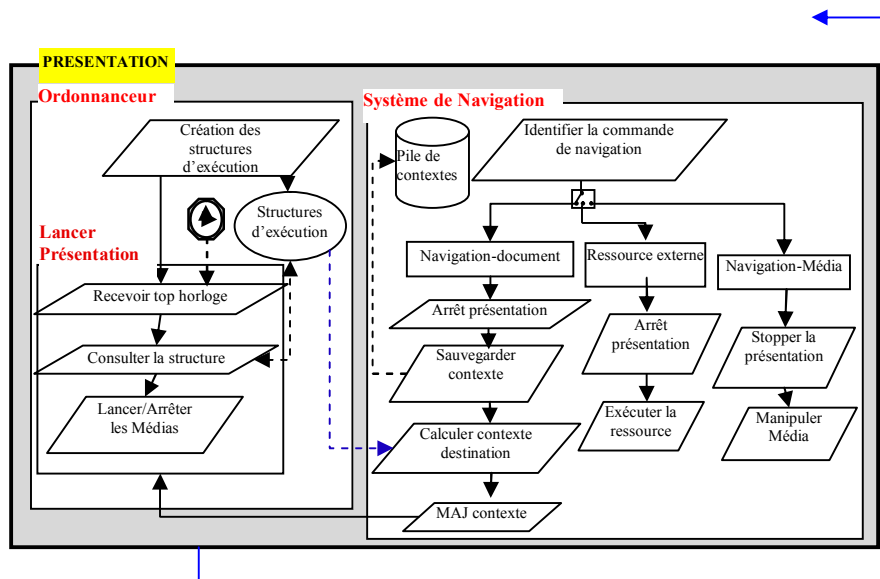 PRESENTATION
Ordonnanceur
Création des
structures
d'exécution
Structures
d'exécution
Lancer
Présentation
Recevoir top horloge
Consulter la structure
Lancer/Arrêter
les Médias
Système de Navigation
Pile de
contextes
Identifier la commande
de navigation
Navigation-document
Ressource externe
Navigation-Média
Arrêt présentation
Sauvegarder
contexte
Calculer contexte
destination
MAJ contexte
Arrêt
présentation
Exécuter la
ressource
Stopper la
présentation
Manipuler
Média